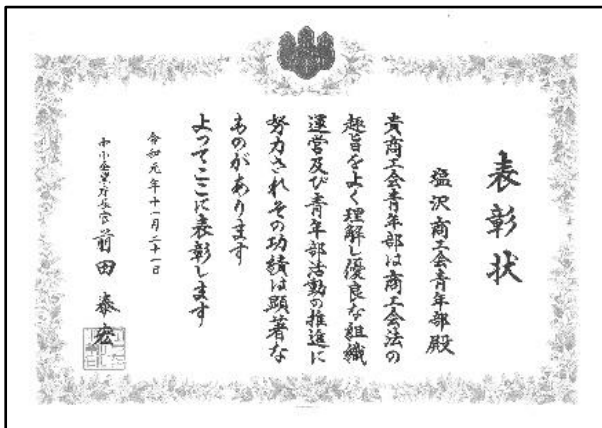 表彰状
塩沢商工会青年部殿
貴商工会青年部は商工会法の
趣旨をよく理解し優良な組織
運営及び青年部活動の推進に
努力されその功績は顕著な
ものがあります
よってここに表彰します
令和元年十一月二十一日
中小企業庁長官 前田泰宏